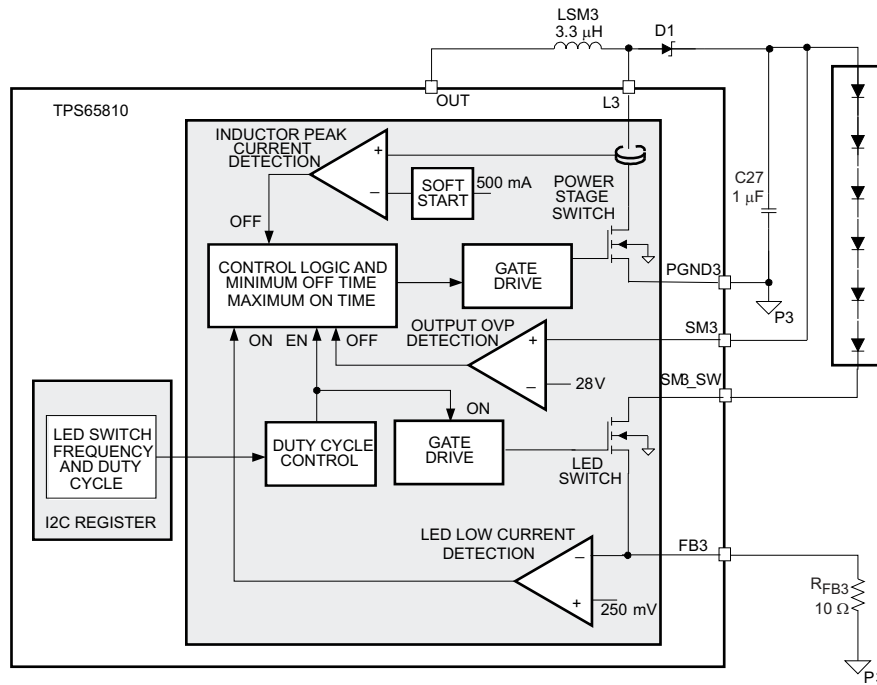 LSM3
3.3 μH
D1
TPS65810
OUT
L3
INDUCTOR PEAK
CURRENT
DETECTION
+
–
SOFT
START
500 mA
POWER
STAGE
SWITCH
C27
1 μF
OFF
CONTROL LOGIC AND
MINIMUM OFF TIME
MAXIMUM ON TIME
GATE
DRIVE
PGND3
P3
ON
EN
OFF
OUTPUT OVP
DETECTION
+
–
28V
SM3
SM3_SW
ON
LED SWITCH
FREQUENCY
AND DUTY
CYCLE
I2C REGISTER
DUTY CYCLE
CONTROL
GATE
DRIVE
LED
SWITCH
LED LOW CURRENT
DETECTION
–
+
250 mV
FB3
RFB3
10 Ω